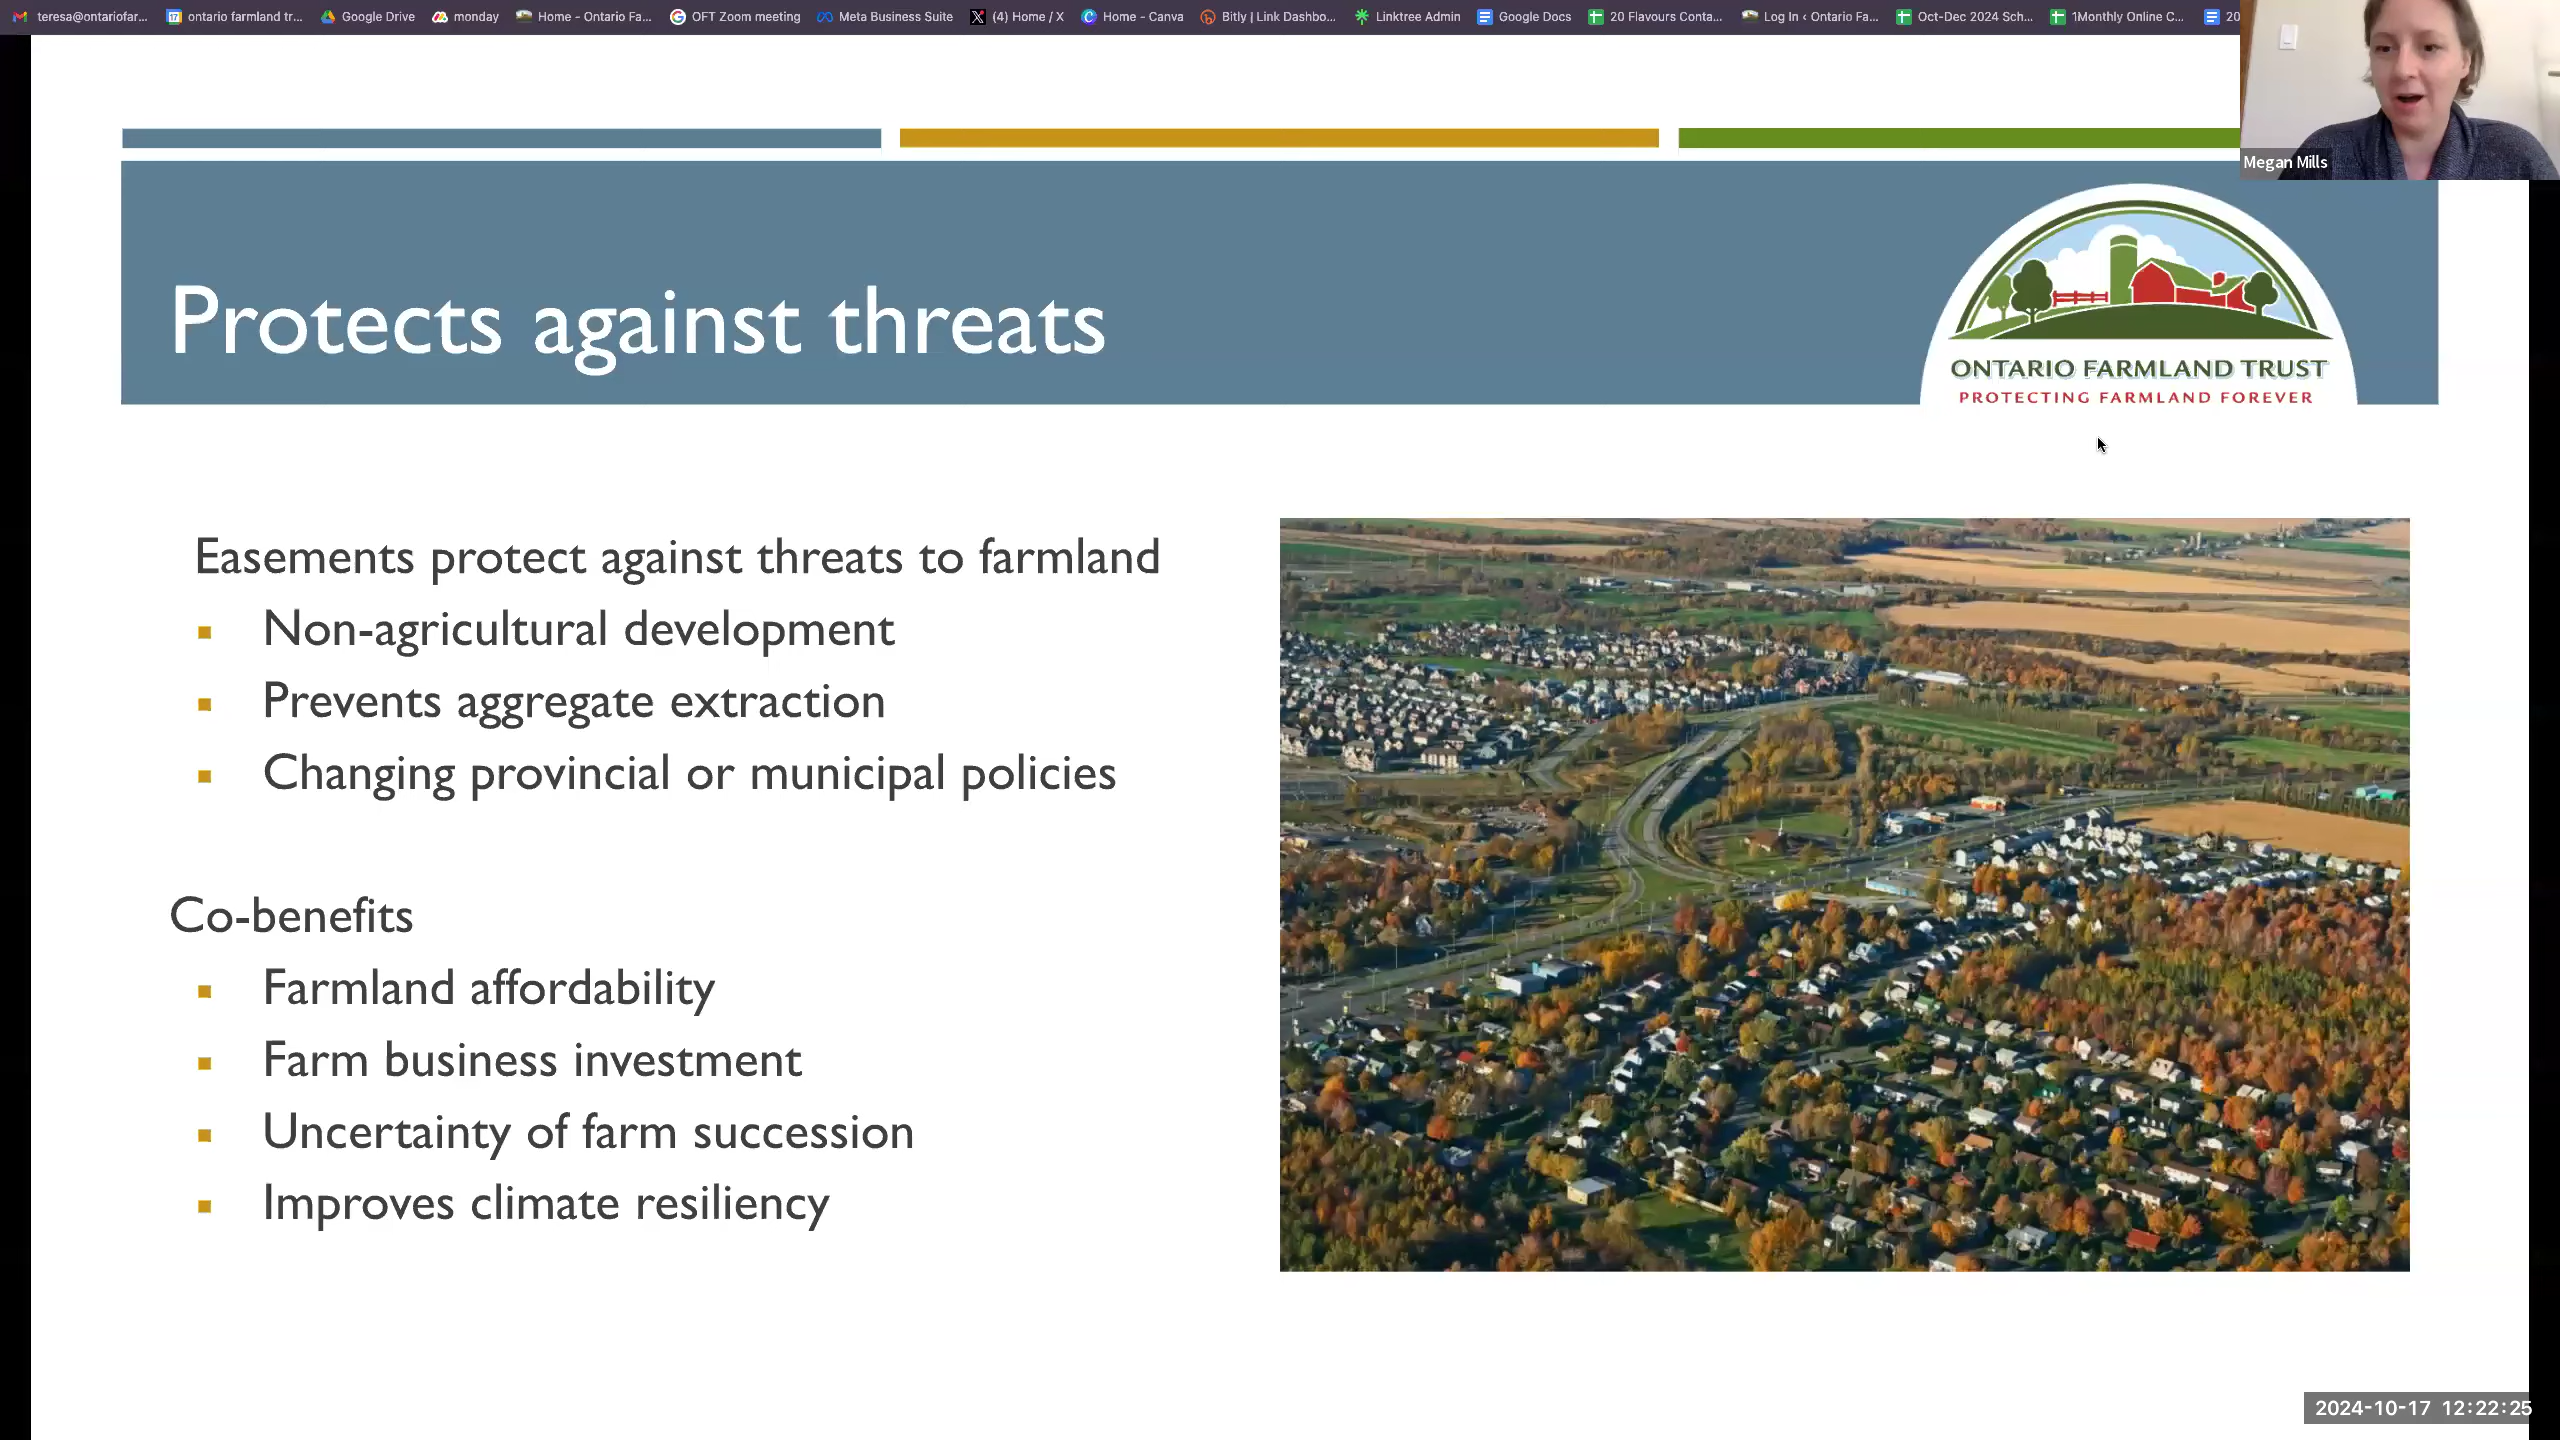 teresa@ontariofar...
ontario farmland tr...
Google Drive
monday
Home - Ontario Fa...
OFT Zoom meeting
Meta Business Suite
(4) Home / X
Home - Canva
Bitly | Link Dashbo...
Linktree Admin
Google Docs
20 Flavours Conta...
Log In ‹ Ontario Fa...
Oct-Dec 2024 Sch...
1Monthly Online C...
20
Megan Mills
Protects against threats
ONTARIO FARMLAND TRUST
PROTECTING FARMLAND FOREVER
Easements protect against threats to farmland
Non-agricultural development
Prevents aggregate extraction
Changing provincial or municipal policies
Co-benefits
Farmland affordability
Farm business investment
Uncertainty of farm succession
Improves climate resiliency
2024-10-17 12:22:25